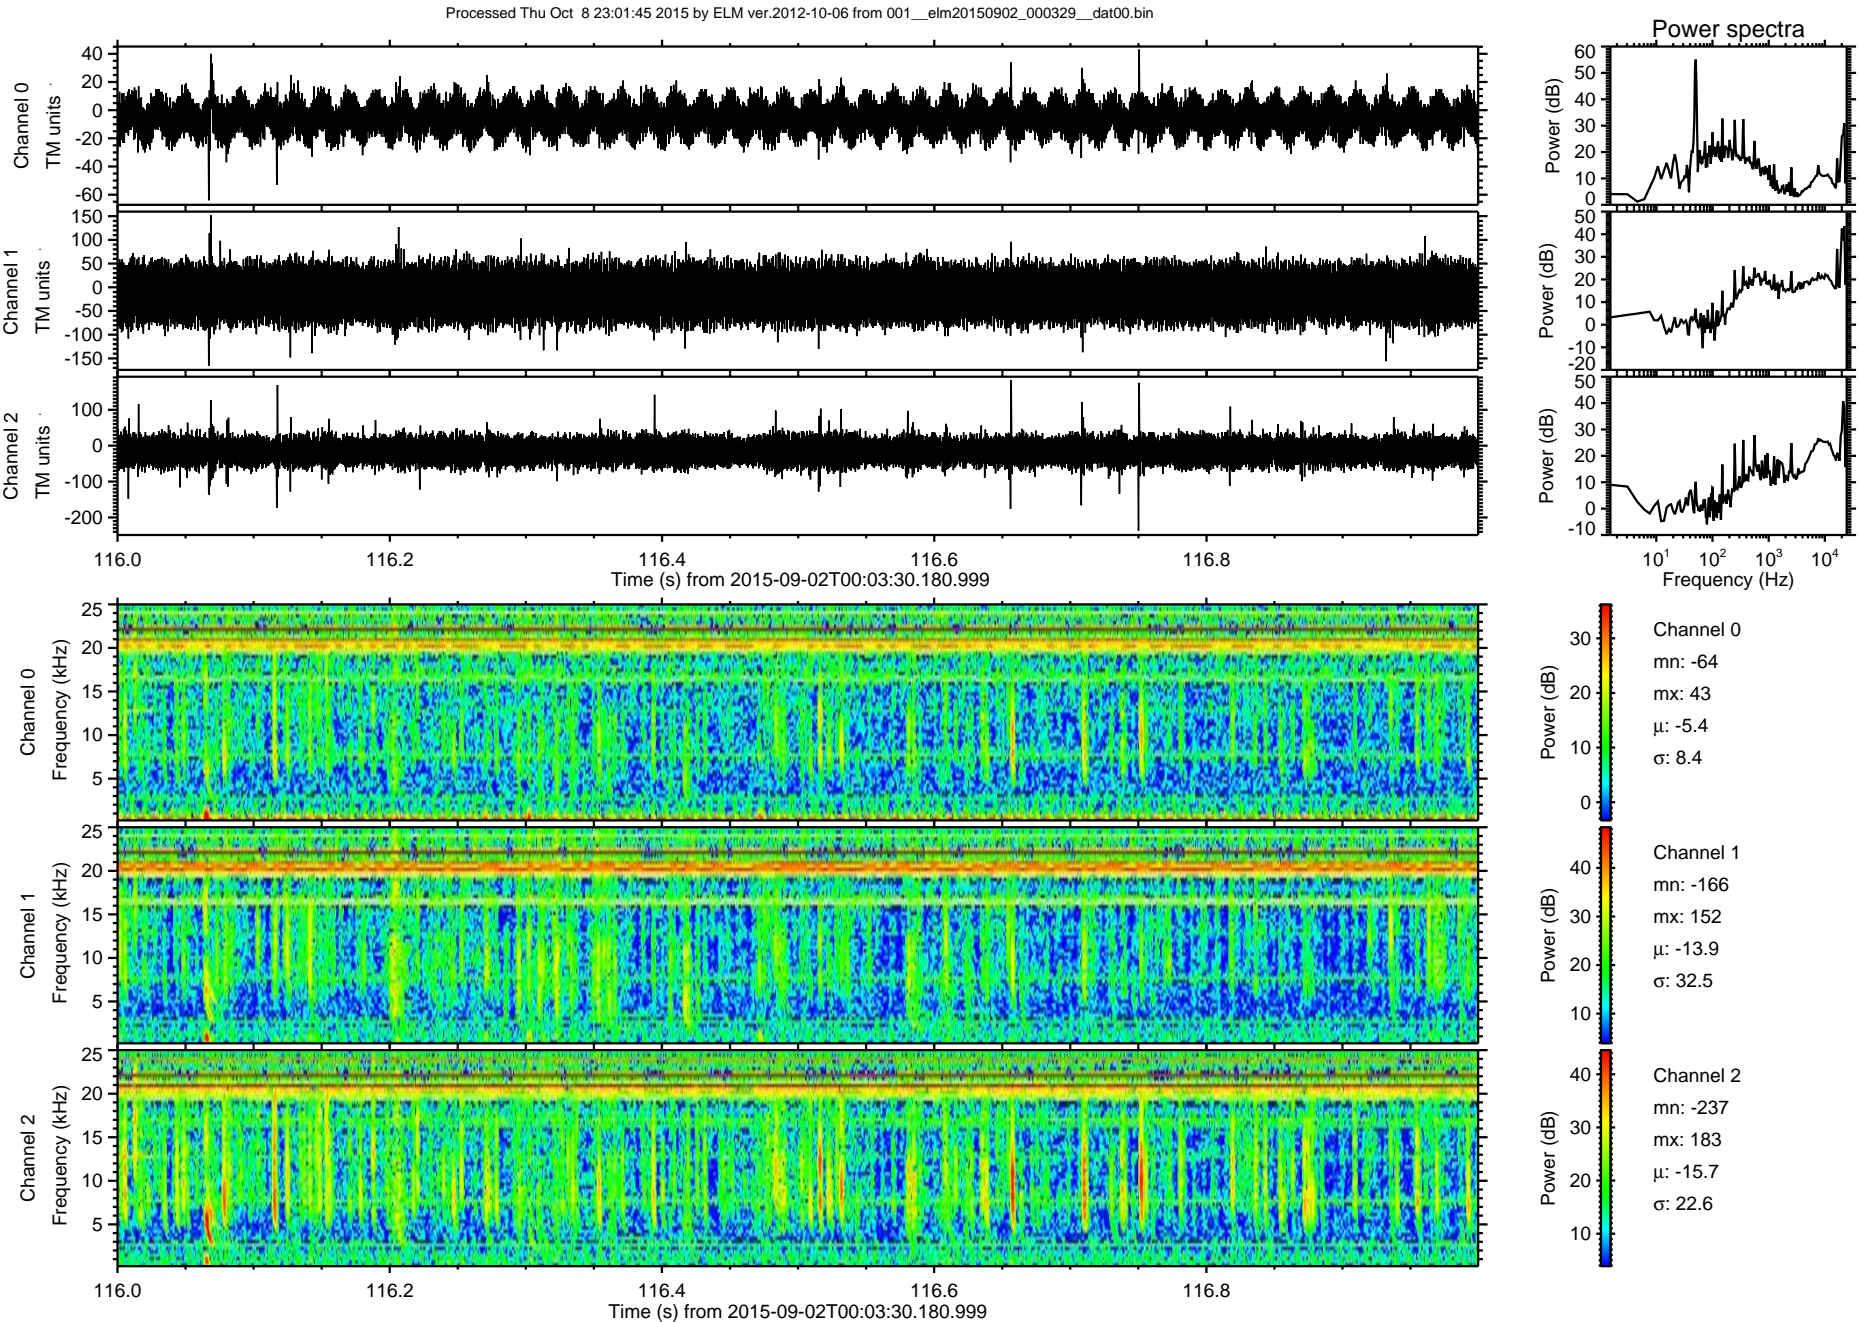 Processed Thu Oct  8 23:01:45 2015 by ELM ver.2012-10-06 from 001__elm20150902_000329__dat00.bin
Power spectra
Channel 0
TM units
40
20
0
-20
-40
-60
Power (dB)
60
50
40
30
20
10
0
Channel 1
TM units
150
100
50
0
-50
-100
-150
Power (dB)
50
40
30
20
10
0
-10
-20
Channel 2
TM units
100
0
-100
-200
Power (dB)
50
40
30
20
10
0
-10
116.0 116.2 116.4 116.6 116.8
Time (s) from 2015-09-02T00:03:30.180.999
10¹ 10² 10³ 10⁴
Frequency (Hz)
Channel 0
Frequency (kHz)
25
20
15
10
5
Power (dB)
30
20
10
0
Channel 0
mn: -64
mx: 43
μ: -5.4
σ: 8.4
Channel 1
Frequency (kHz)
25
20
15
10
5
Power (dB)
40
30
20
10
Channel 1
mn: -166
mx: 152
μ: -13.9
σ: 32.5
Channel 2
Frequency (kHz)
25
20
15
10
5
Power (dB)
40
30
20
10
Channel 2
mn: -237
mx: 183
μ: -15.7
σ: 22.6
116.0 116.2 116.4 116.6 116.8
Time (s) from 2015-09-02T00:03:30.180.999